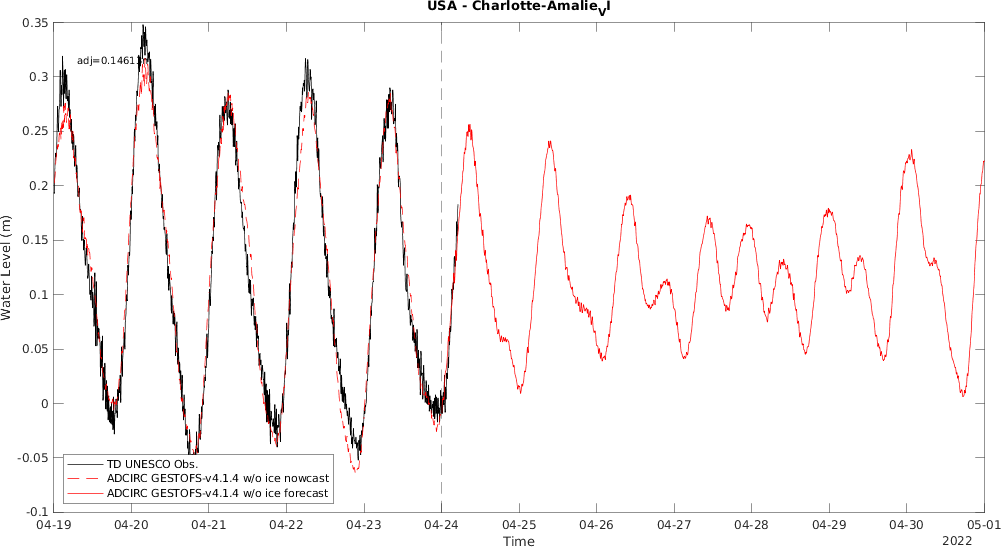 USA - Charlotte-AmalieVI
adj=0.1461
0.35
0.3
0.25
0.2
0.15
0.1
0.05
0
-0.05
-0.1
Water Level (m)
TD UNESCO Obs.
ADCIRC GESTOFS-v4.1.4 w/o ice nowcast
ADCIRC GESTOFS-v4.1.4 w/o ice forecast
04-19 04-20 04-21 04-22 04-23 04-24 04-25 04-26 04-27 04-28 04-29 04-30 05-01
Time
2022